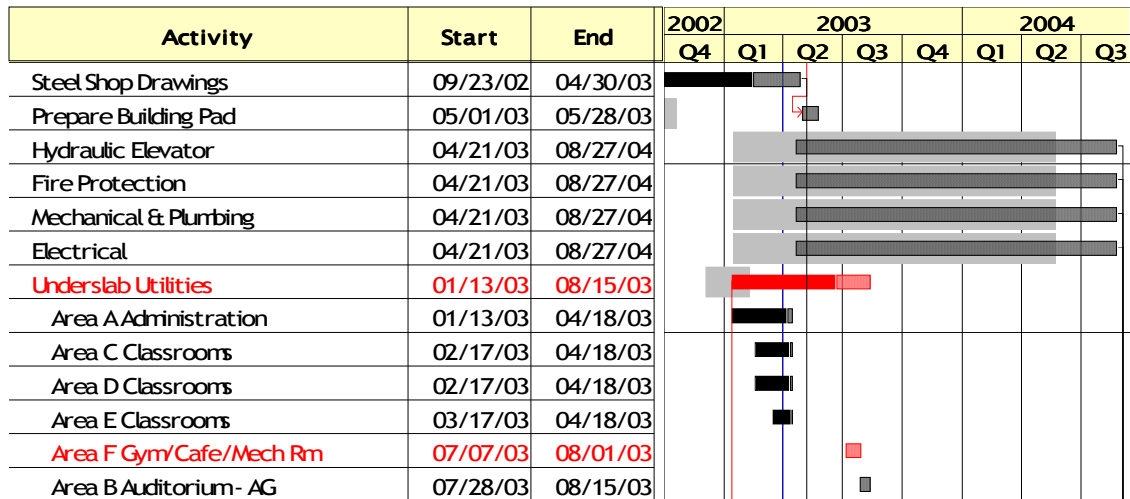 Activity Start End 2002 2003 2004
Q4 Q1 Q2 Q3 Q4 Q1 Q2 Q3
Steel Shop Drawings 09/23/02 04/30/03
Prepare Building Pad 05/01/03 05/28/03
Hydraulic Elevator 04/21/03 08/27/04
Fire Protection 04/21/03 08/27/04
Mechanical & Plumbing 04/21/03 08/27/04
Electrical 04/21/03 08/27/04
Underslab Utilities 01/13/03 08/15/03
Area A Administration 01/13/03 04/18/03
Area C Classrooms 02/17/03 04/18/03
Area D Classrooms 02/17/03 04/18/03
Area E Classrooms 03/17/03 04/18/03
Area F Gym/Cafe/Mech Rm 07/07/03 08/01/03
Area B Auditorium - AG 07/28/03 08/15/03